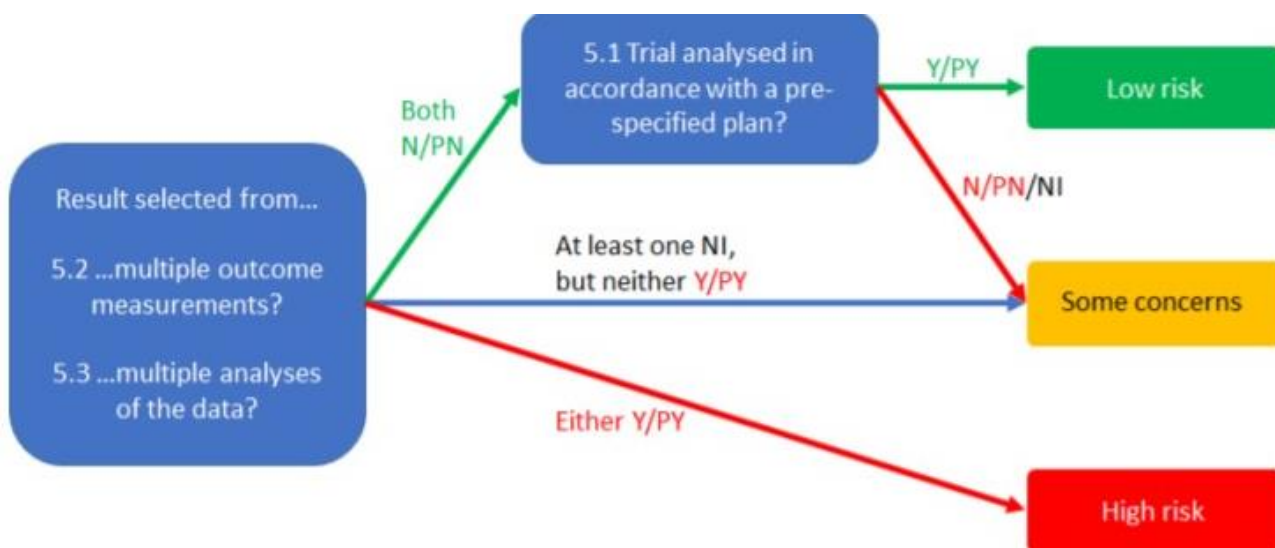 Result selected from...
5.2 ...multiple outcome
measurements?
5.3 ...multiple analyses
of the data?
Both
N/PN
5.1 Trial analysed in
accordance with a pre-
specified plan?
Y/PY
Low risk
N/PN/NI
At least one NI,
but neither Y/PY
Some concerns
Either Y/PY
High risk